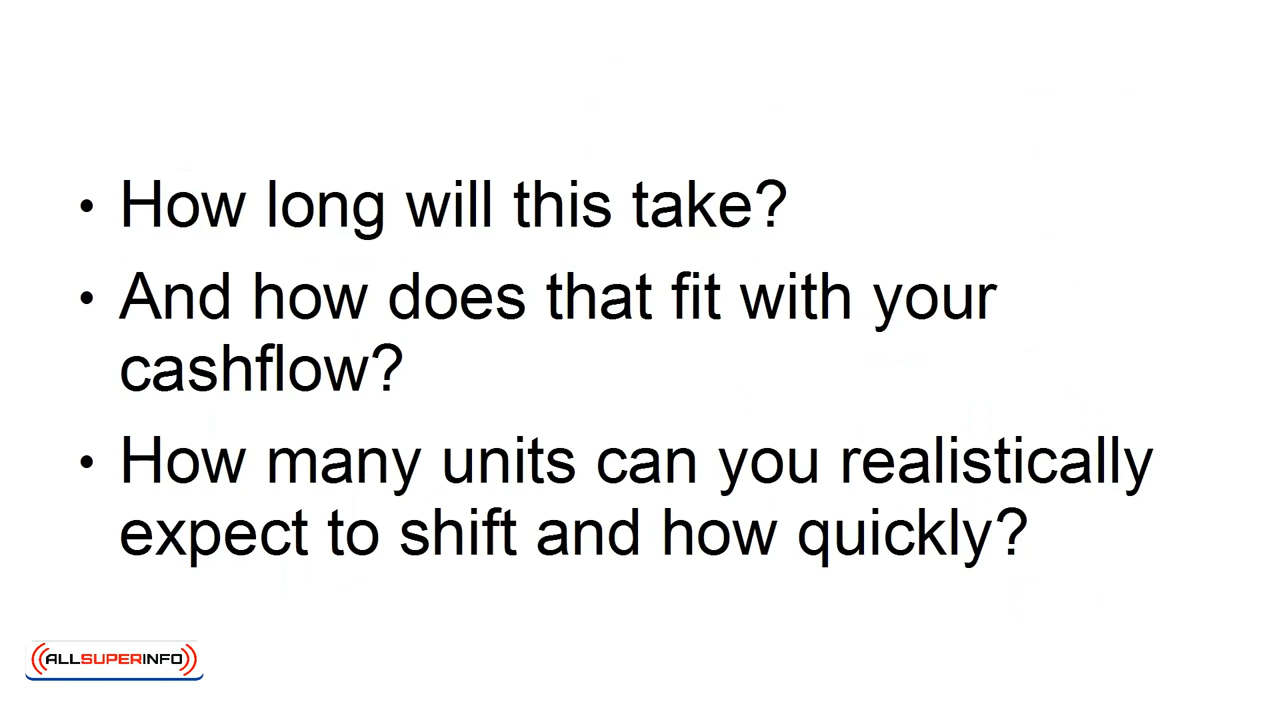 • How long will this take?
• And how does that fit with your
cashflow?
• How many units can you realistically
expect to shift and how quickly?
ALLSUPERINFO